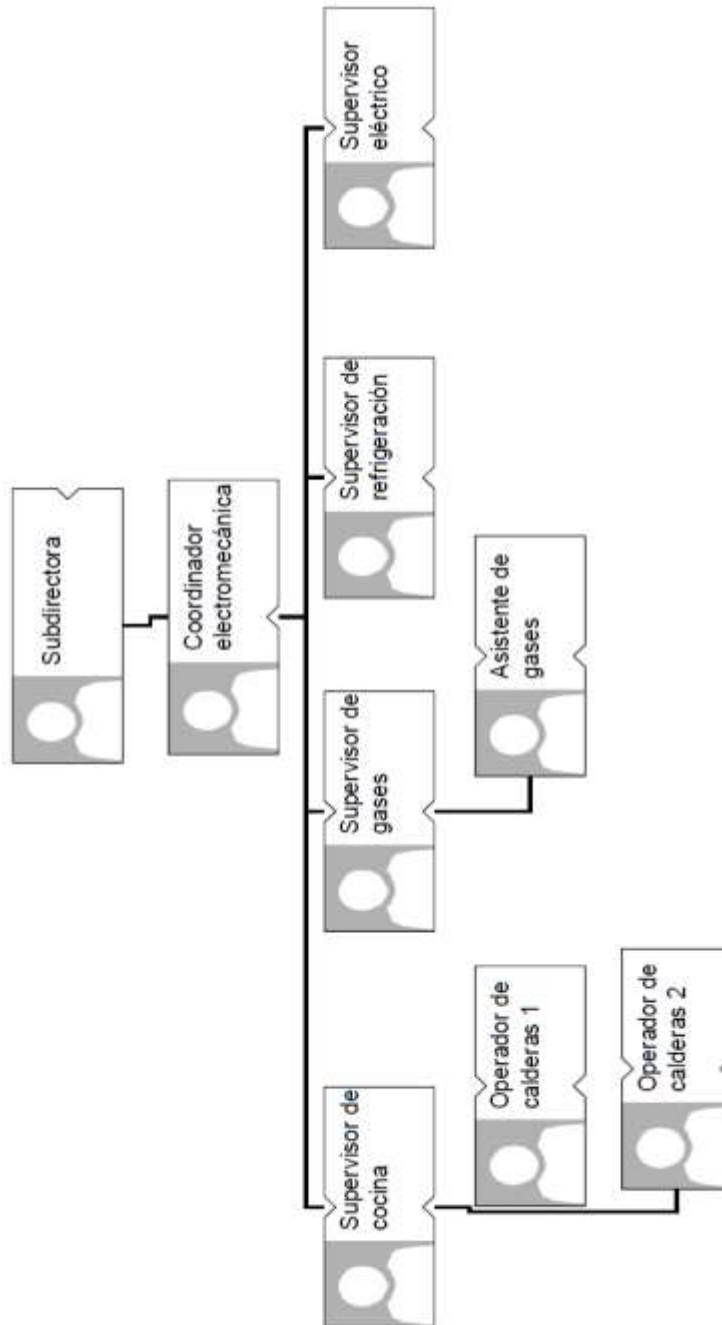 Subdirectora
Coordinador
electromecánica
Supervisor de
cocina
Supervisor de
gases
Supervisor de
refrigeración
Supervisor
eléctrico
Operador de
calderas 1
Asistente de
gases
Operador de
calderas 2